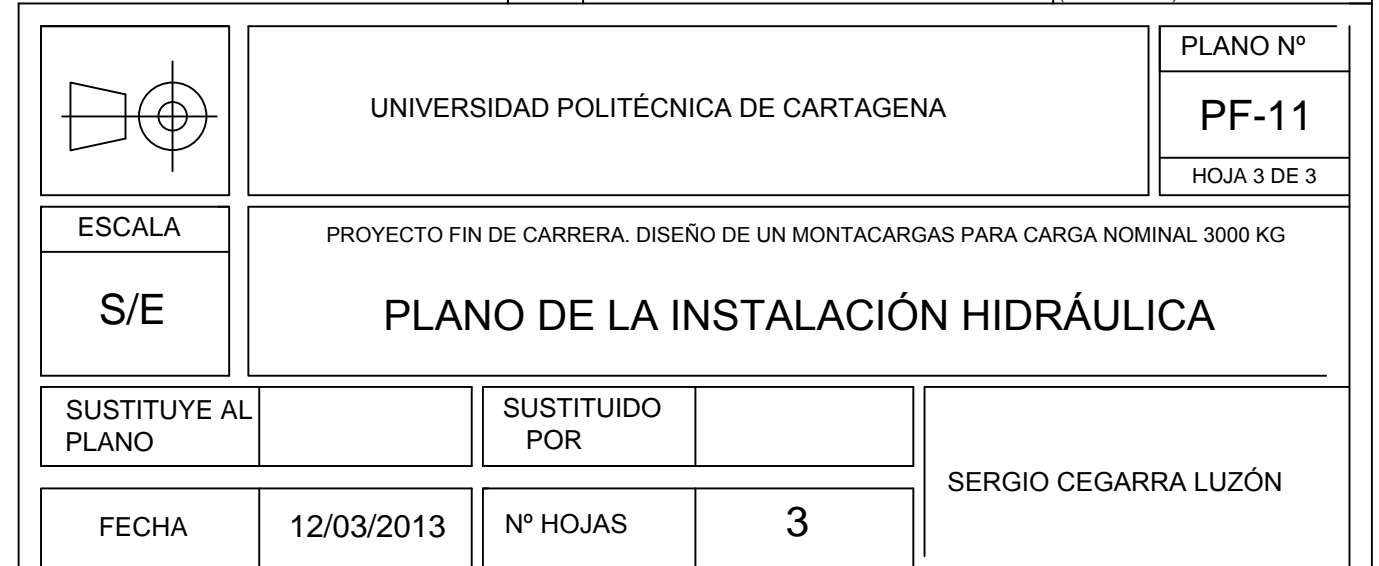 PLANO Nº
UNIVERSIDAD POLITÉCNICA DE CARTAGENA
PF-11
HOJA 3 DE 3
ESCALA
PROYECTO FIN DE CARRERA. DISEÑO DE UN MONTACARGAS PARA CARGA NOMINAL 3000 KG
S/E
PLANO DE LA INSTALACIÓN HIDRÁULICA
SUSTITUYE AL
PLANO
SUSTITUIDO
POR
SERGIO CEGARRA LUZÓN
FECHA
12/03/2013
Nº HOJAS
3